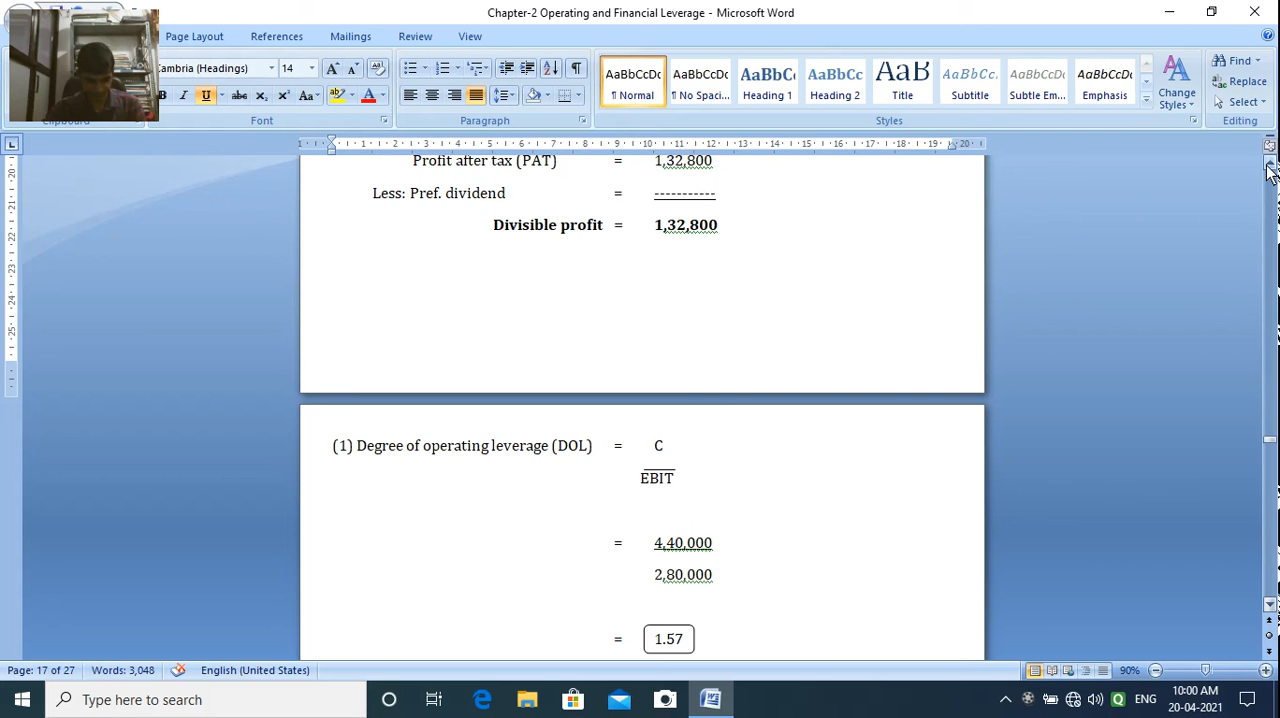 Chapter-2 Operating and Financial Leverage - Microsoft Word
Page Layout References Mailings Review View
Cambria (Headings) 14
AaBbCcDc AaBbCcDc AaBbC AaBbCc AaB AaBbCc. AaBbCcDc AaBbCcDc
¶ Normal ¶ No Spaci... Heading 1 Heading 2 Title Subtitle Subtle Em... Emphasis
Change Styles
Find
Replace
Select
Font Paragraph Styles Editing
Profit after tax (PAT) = 1,32,800
Less: Pref. dividend = -----------
Divisible profit = 1,32,800
(1) Degree of operating leverage (DOL) = C
EBIT
= 4,40,000
2,80,000
= 1.57
Page: 17 of 27 Words: 3,048 English (United States) 90%
Type here to search
ENG
10:00 AM
20-04-2021